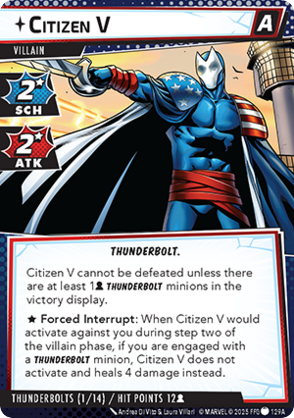 Citizen V
A
VILLAIN
2★
SCH
2★
ATK
THUNDERBOLT.
Citizen V cannot be defeated unless there
are at least 1 THUNDERBOLT minions in the
victory display.
★ Forced Interrupt: When Citizen V would
activate against you during step two of
the villain phase, if you are engaged with
a THUNDERBOLT minion, Citizen V does not
activate and heals 4 damage instead.
THUNDERBOLTS (1/14) / HIT POINTS 12
Andrea DiVito & Laura Villari © MARVEL © 2025 FFG 129A